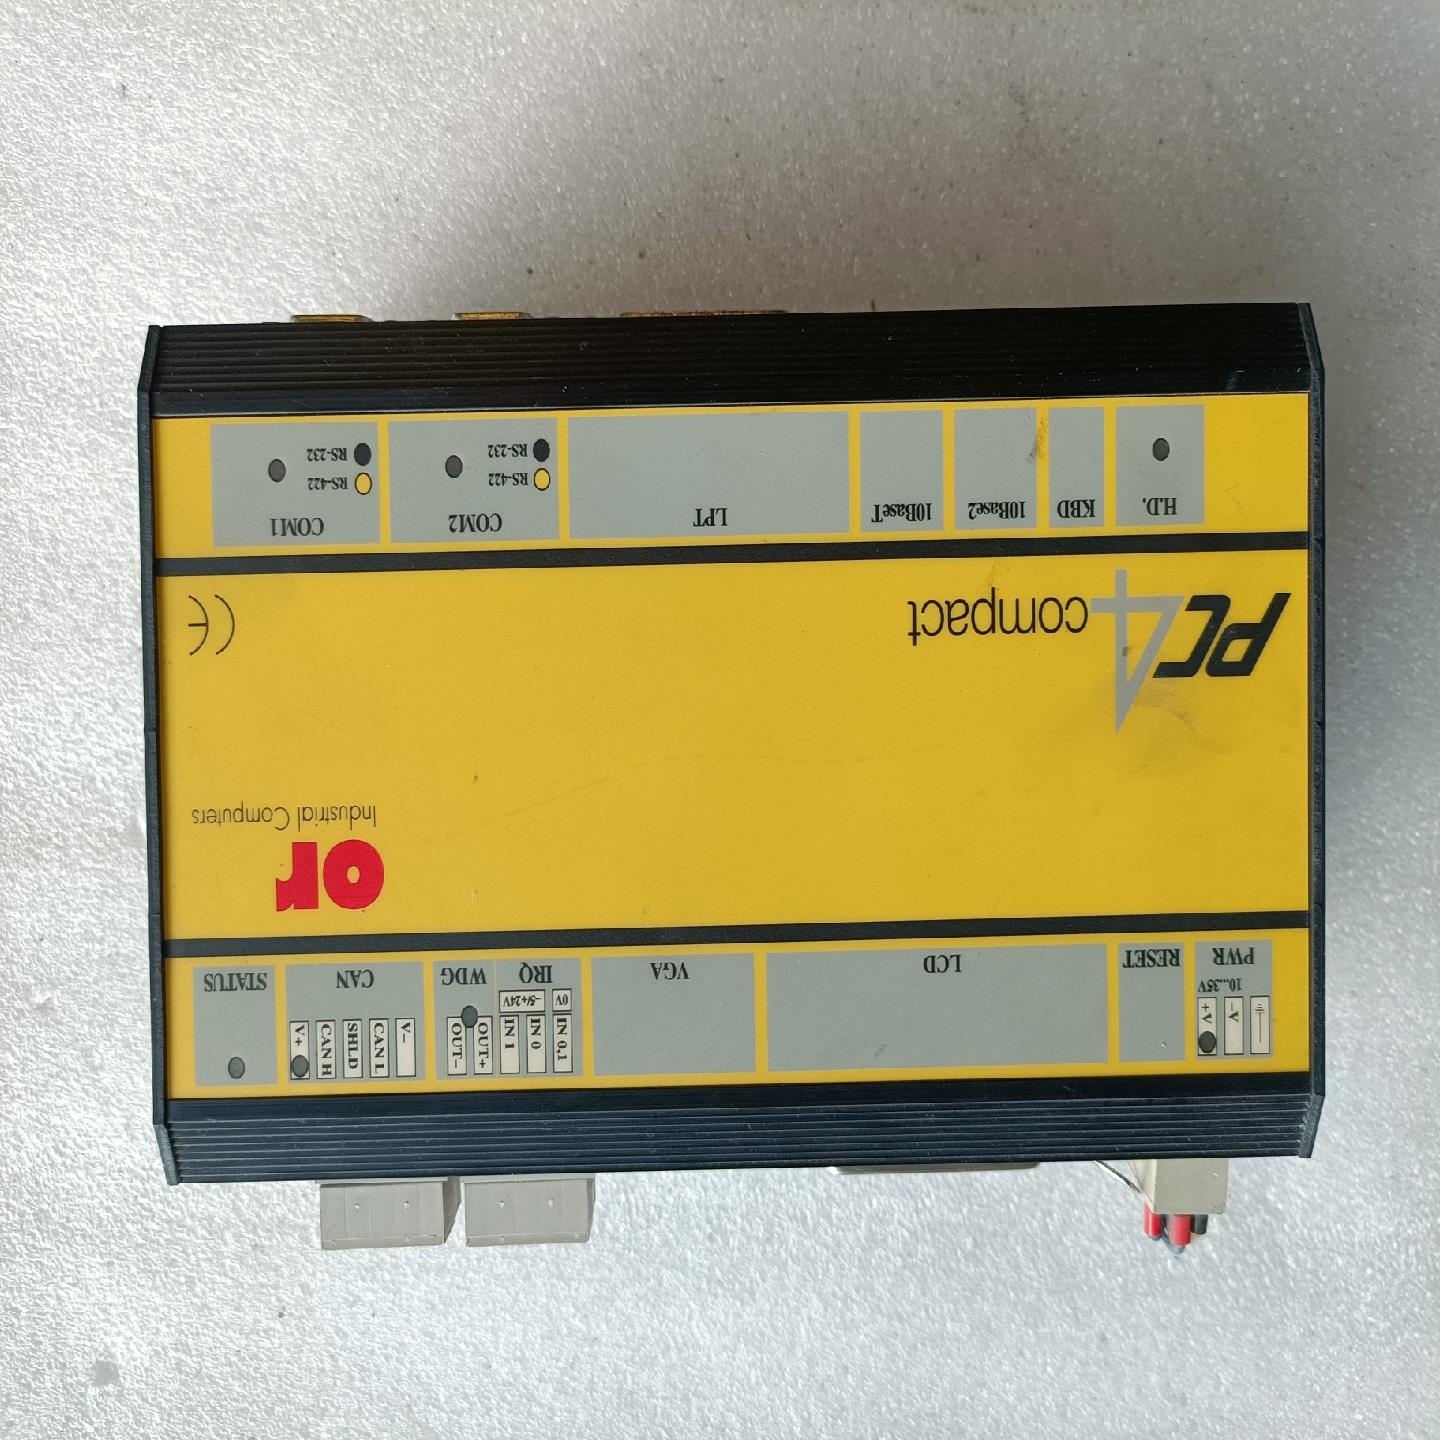 PWR
10...35V
-V
+V
RESET
LCD
VGA
IRQ
0V
-5/+24V
IN 0,1
IN 0
IN 1
WDG
OUT+
OUT-
CAN
V-
CAN L
SHLD
CAN H
V+
STATUS
or
Industrial Computers
PC4 compact
CE
H.D.
KBD
10Base2
10BaseT
LPT
COM2
RS-422
RS-232
COM1
RS-422
RS-232